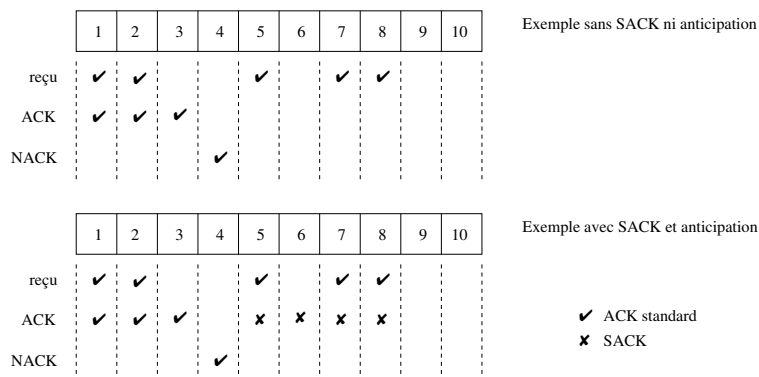 1 2 3 4 5 6 7 8 9 10 Exemple sans SACK ni anticipation
reçu ✔ ✔ ✔ ✔ ✔
ACK ✔ ✔ ✔
NACK ✔
1 2 3 4 5 6 7 8 9 10 Exemple avec SACK et anticipation
reçu ✔ ✔ ✔ ✔ ✔
ACK ✔ ✔ ✔ ✘ ✘ ✘ ✘ ✔ ACK standard
✘ SACK
NACK ✔